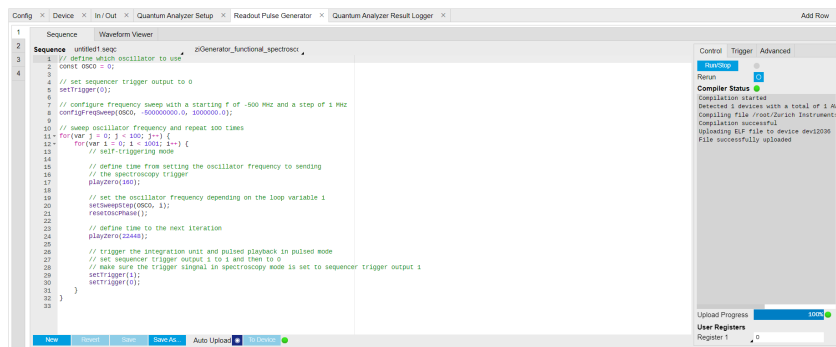 Config × Device × In / Out × Quantum Analyzer Setup × Readout Pulse Generator × Quantum Analyzer Result Logger × Add Row
1
2
3
4
Sequence Waveform Viewer
Sequence untitled1.seqc ziGenerator_functional_spectrosc
1 // define which oscillator to use
2 const OSC0 = 0;
3
4 // set sequencer trigger output to 0
5 setTrigger(0);
6
7 // configure frequency sweep with a starting f of -500 MHz and a step of 1 MHz
8 configFreqSweep(OSC0, -500000000.0, 1000000.0);
9
10 // sweep oscillator frequency and repeat 100 times
11 for(var j = 0; j < 100; j++) {
12 for(var i = 0; i < 1001; i++) {
13 // self-triggering mode
14
15 // define time from setting the oscillator frequency to sending
16 // the spectroscopy trigger
17 playZero(160);
18
19 // set the oscillator frequency depending on the loop variable i
20 setSweepStep(OSC0, i);
21 resetOscPhase();
22
23 // define time to the next iteration
24 playZero(22448);
25
26 // trigger the integration unit and pulsed playback in pulsed mode
27 // set sequencer trigger output 1 to 1 and then to 0
28 // make sure the trigger singnal in spectroscopy mode is set to sequencer trigger output 1
29 setTrigger(1);
30 setTrigger(0);
31 }
32 }
33
New Revert Save Save As... Auto Upload To Device
Control Trigger Advanced
Run/Stop
Rerun
Compiler Status
Compilation started
Detected 1 devices with a total of 1 AW
Compiling file /root/Zurich Instruments
Compilation successful
Uploading ELF file to device dev12036
File successfully uploaded
Upload Progress 100%
User Registers
Register 1 0